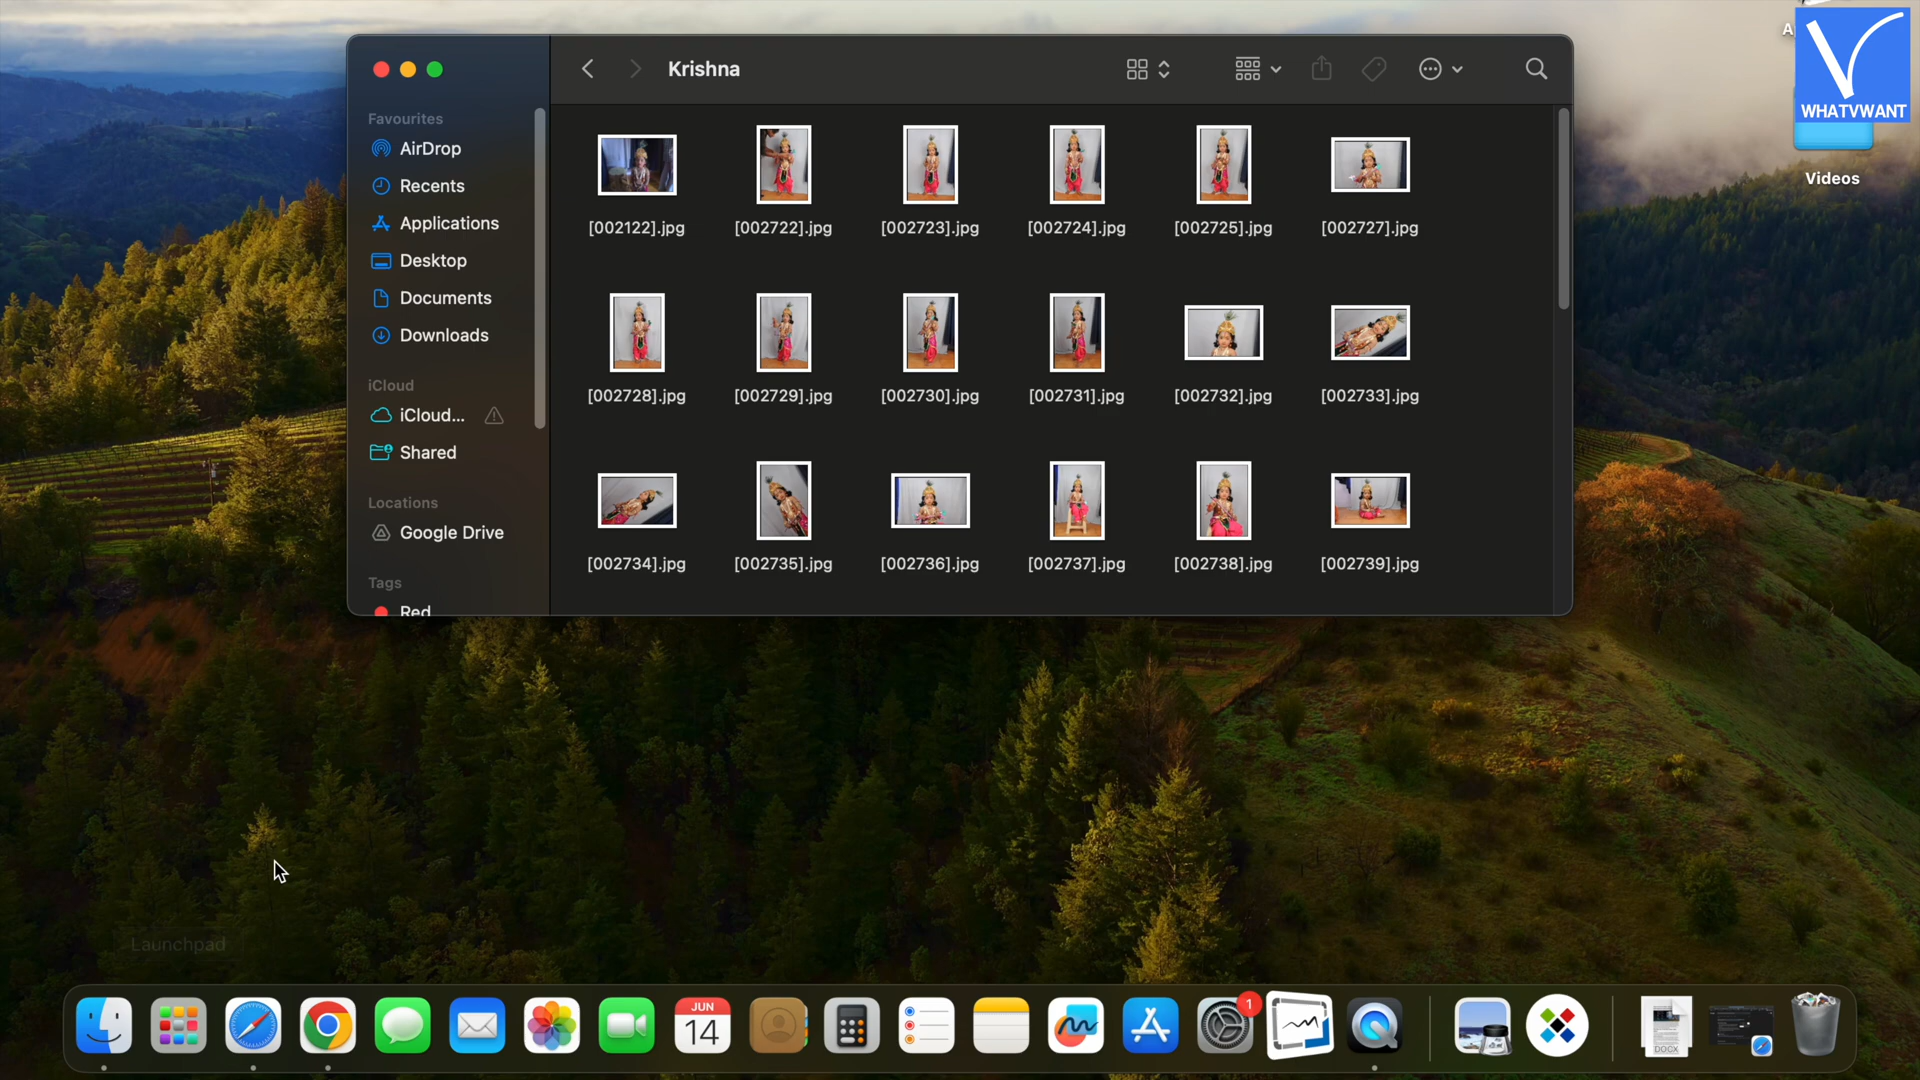 Krishna
WHATVWANT
Videos
Favourites
AirDrop
Recents
Applications
Desktop
Documents
Downloads
iCloud
iCloud...
Shared
Locations
Google Drive
Tags
Red
[002122].jpg [002722].jpg [002723].jpg [002724].jpg [002725].jpg [002727].jpg
[002728].jpg [002729].jpg [002730].jpg [002731].jpg [002732].jpg [002733].jpg
[002734].jpg [002735].jpg [002736].jpg [002737].jpg [002738].jpg [002739].jpg
Launchpad
JUN
14
1
DOCX